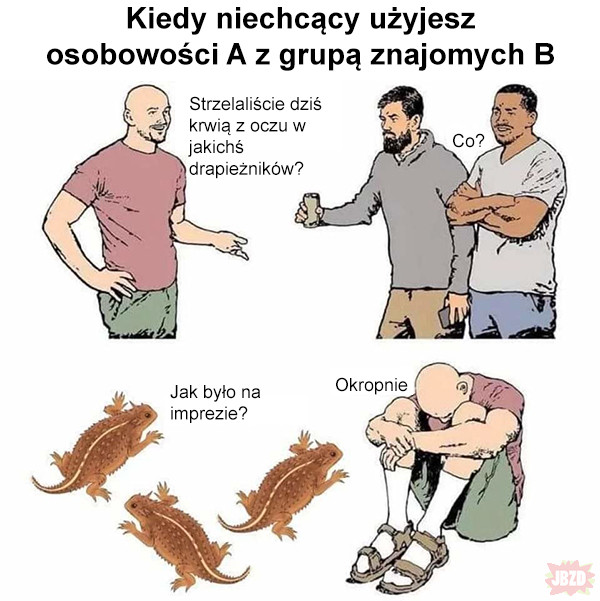 Kiedy niechcący użyjesz
osobowości A z grupą znajomych B
Strzelaliście dziś
krwią z oczu w
jakichś
drapieżników?
Co?
Jak było na
imprezie?
Okropnie
JBZD